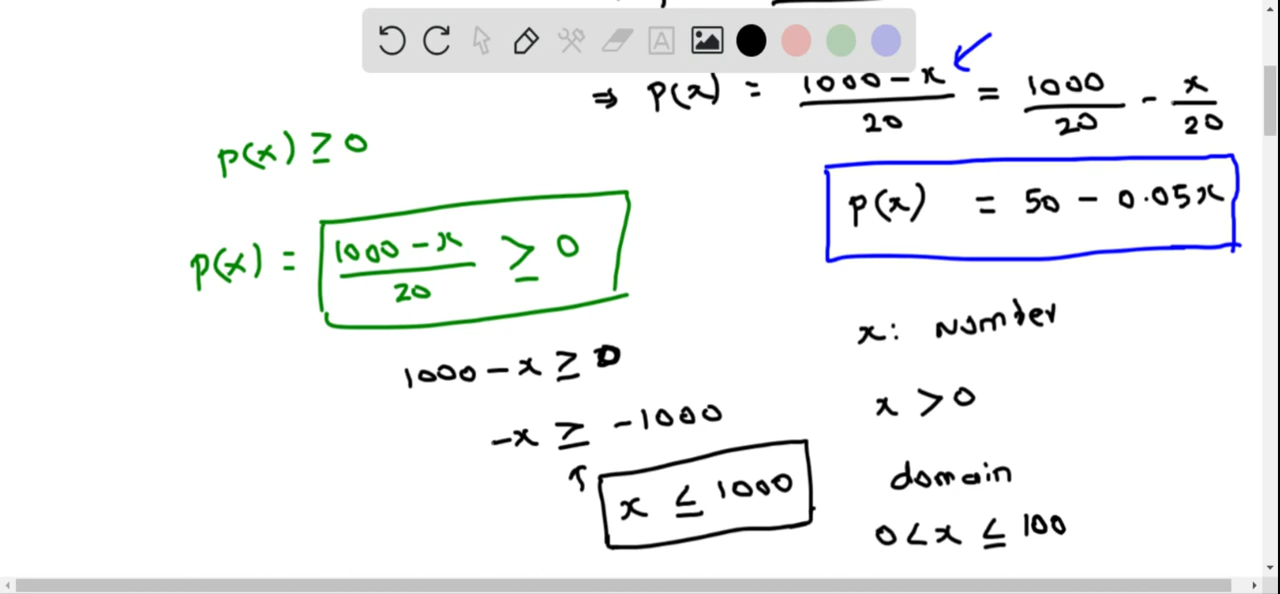 ⇒ p(x) = (1000 - x)/20 = 1000/20 - x/20
p(x) ≥ 0
p(x) = 50 - 0.05x
p(x) = (1000 - x)/20 ≥ 0
x: Number
1000 - x ≥ 0
x > 0
-x ≥ -1000
↑
x ≤ 1000
domain
0 < x ≤ 100